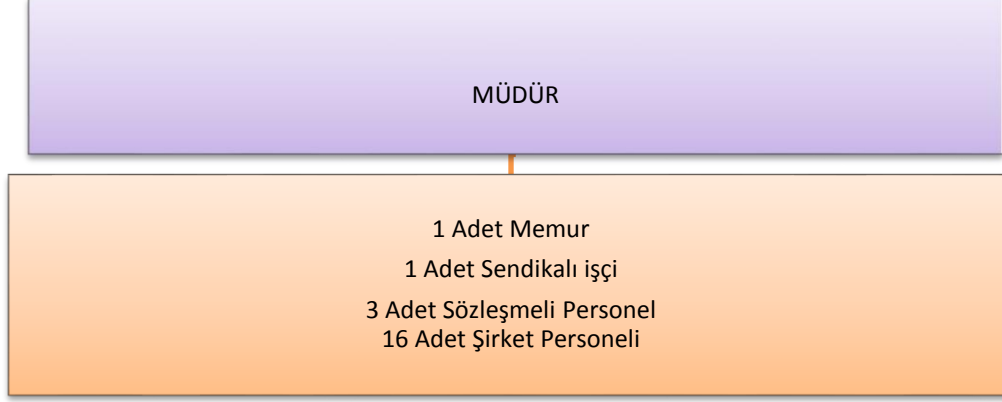 MÜDÜR
1 Adet Memur
1 Adet Sendikalı işçi
3 Adet Sözleşmeli Personel
16 Adet Şirket Personeli